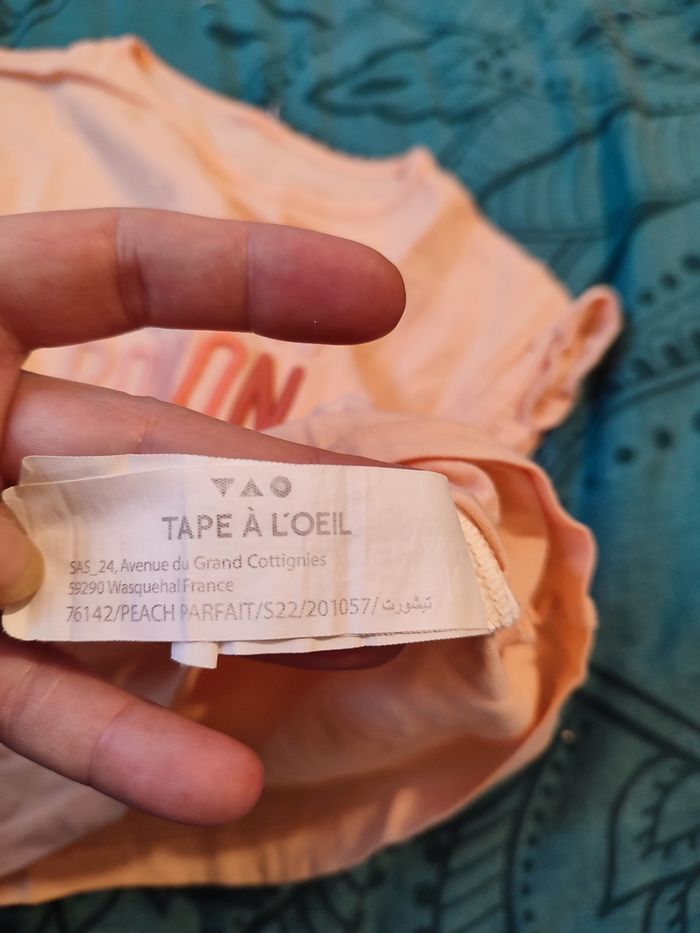 TAPE À L'OEIL
SAS_24, Avenue du Grand Cottignies
59290 Wasquehal France
76142/PEACH PARFAIT/S22/201057/ تيشورت